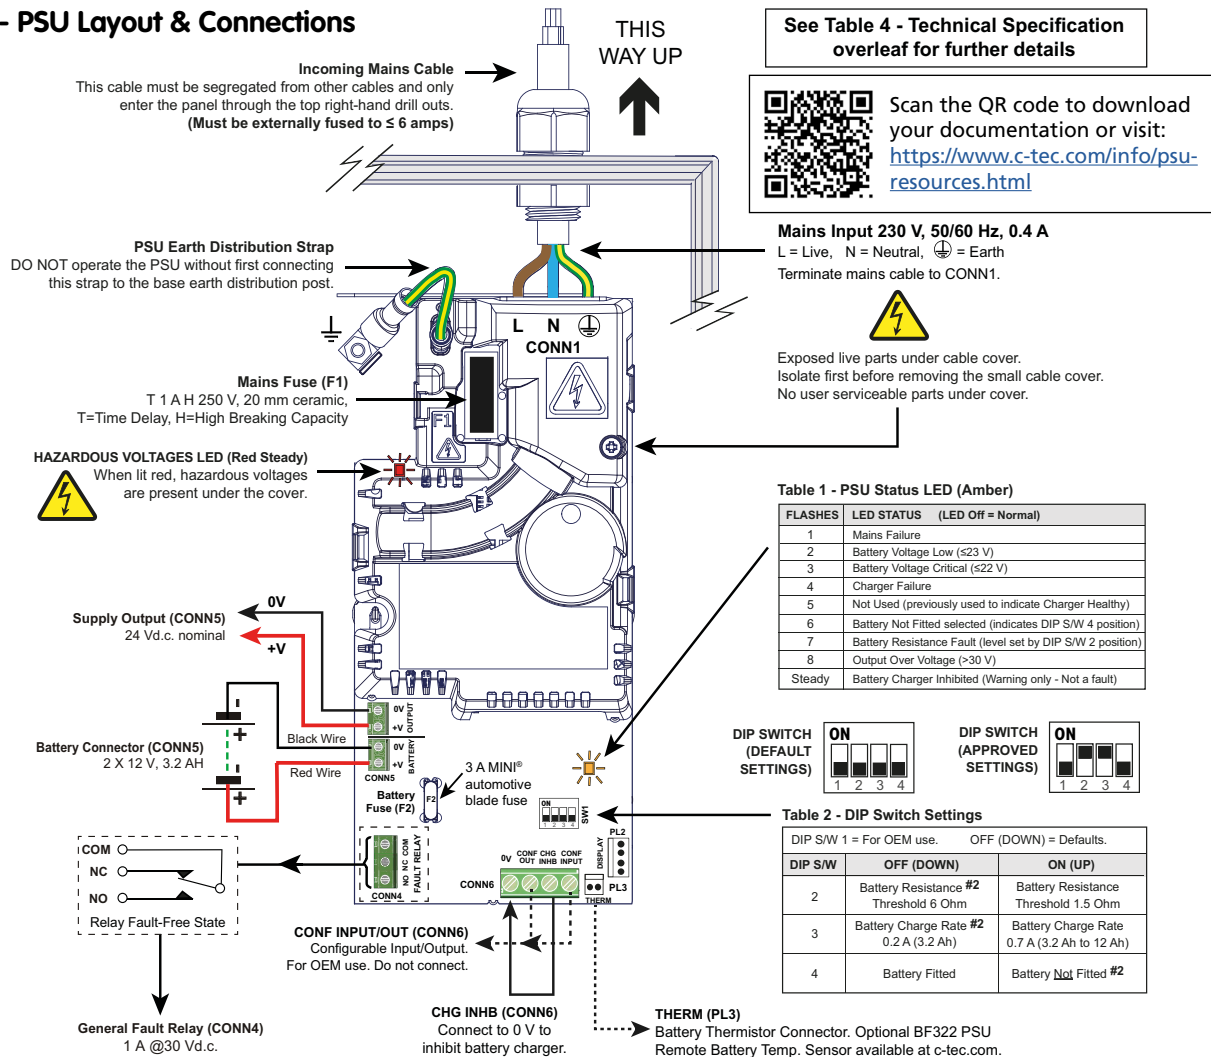 - PSU Layout & Connections
THIS
WAY UP
See Table 4 - Technical Specification
overleaf for further details
Incoming Mains Cable
This cable must be segregated from other cables and only
enter the panel through the top right-hand drill outs.
(Must be externally fused to ≤ 6 amps)
Scan the QR code to download
your documentation or visit:
https://www.c-tec.com/info/psu-
resources.html
PSU Earth Distribution Strap
DO NOT operate the PSU without first connecting
this strap to the base earth distribution post.
Mains Input 230 V, 50/60 Hz, 0.4 A
L = Live, N = Neutral, ⏚ = Earth
Terminate mains cable to CONN1.
L N ⏚
CONN1
Exposed live parts under cable cover.
Isolate first before removing the small cable cover.
No user serviceable parts under cover.
Mains Fuse (F1)
T 1 A H 250 V, 20 mm ceramic,
T=Time Delay, H=High Breaking Capacity
F1
HAZARDOUS VOLTAGES LED (Red Steady)
When lit red, hazardous voltages
are present under the cover.
Table 1 - PSU Status LED (Amber)
FLASHES LED STATUS (LED Off = Normal)
1 Mains Failure
2 Battery Voltage Low (≤23 V)
3 Battery Voltage Critical (≤22 V)
4 Charger Failure
5 Not Used (previously used to indicate Charger Healthy)
6 Battery Not Fitted selected (indicates DIP S/W 4 position)
7 Battery Resistance Fault (level set by DIP S/W 2 position)
8 Output Over Voltage (>30 V)
Steady Battery Charger Inhibited (Warning only - Not a fault)
Supply Output (CONN5)
24 Vd.c. nominal
0V
+V
Battery Connector (CONN5)
2 X 12 V, 3.2 AH
-
+
-
+
Black Wire
Red Wire
0V
+V
OUTPUT
0V
+V
BATTERY
CONN5
Battery
Fuse (F2)
F2
3 A MINI®
automotive
blade fuse
ON
1 2 3 4
SW1
DIP SWITCH
(DEFAULT
SETTINGS)
ON
1 2 3 4
DIP SWITCH
(APPROVED
SETTINGS)
ON
1 2 3 4
Table 2 - DIP Switch Settings
DIP S/W 1 = For OEM use. OFF (DOWN) = Defaults.
DIP S/W OFF (DOWN) ON (UP)
2 Battery Resistance #2 Threshold 6 Ohm Battery Resistance Threshold 1.5 Ohm
3 Battery Charge Rate #2 0.2 A (3.2 Ah) Battery Charge Rate 0.7 A (3.2 Ah to 12 Ah)
4 Battery Fitted Battery Not Fitted #2
COM
NC
NO
Relay Fault-Free State
NO NC COM
FAULT RELAY
CONN4
0V CONF OUT CHG INHB CONF INPUT
CONN6
DISPLAY
PL2
PL3
THERM
CONF INPUT/OUT (CONN6)
Configurable Input/Output.
For OEM use. Do not connect.
General Fault Relay (CONN4)
1 A @30 Vd.c.
CHG INHB (CONN6)
Connect to 0 V to
inhibit battery charger.
THERM (PL3)
Battery Thermistor Connector. Optional BF322 PSU
Remote Battery Temp. Sensor available at c-tec.com.